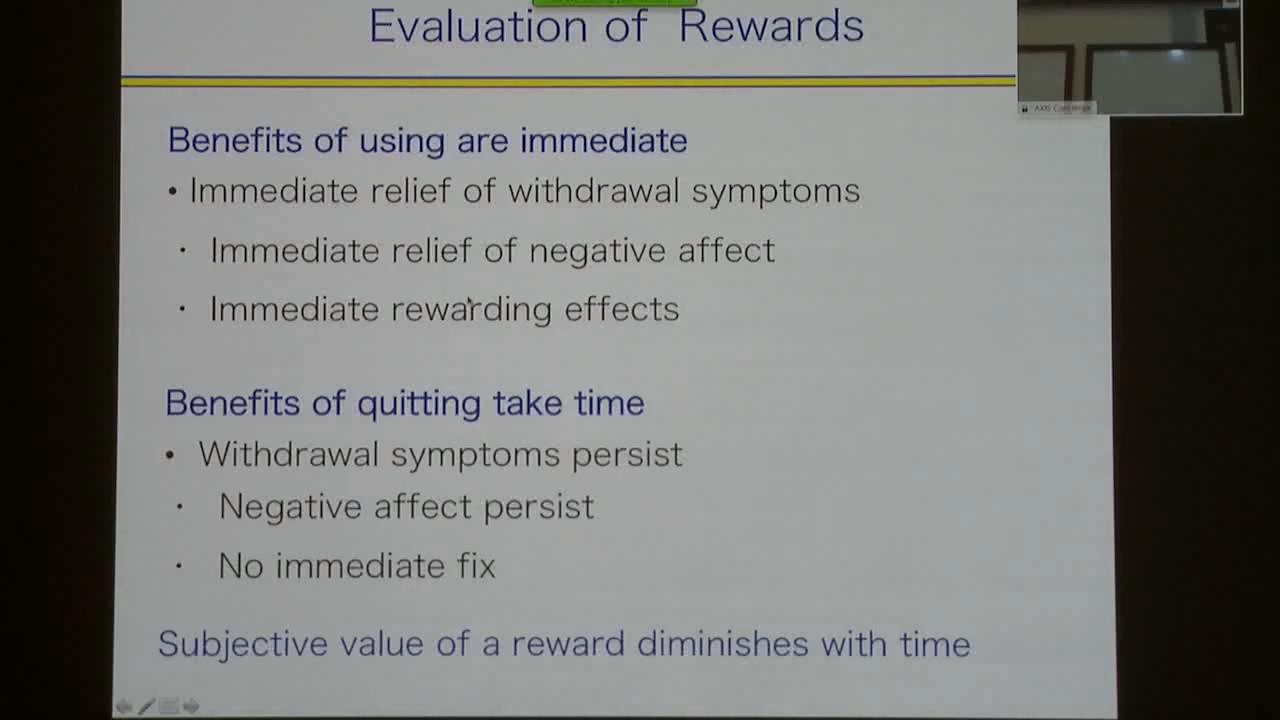 Evaluation of Rewards
Benefits of using are immediate
• Immediate relief of withdrawal symptoms
· Immediate relief of negative affect
· Immediate rewarding effects
Benefits of quitting take time
• Withdrawal symptoms persist
· Negative affect persist
· No immediate fix
Subjective value of a reward diminishes with time
AXIS